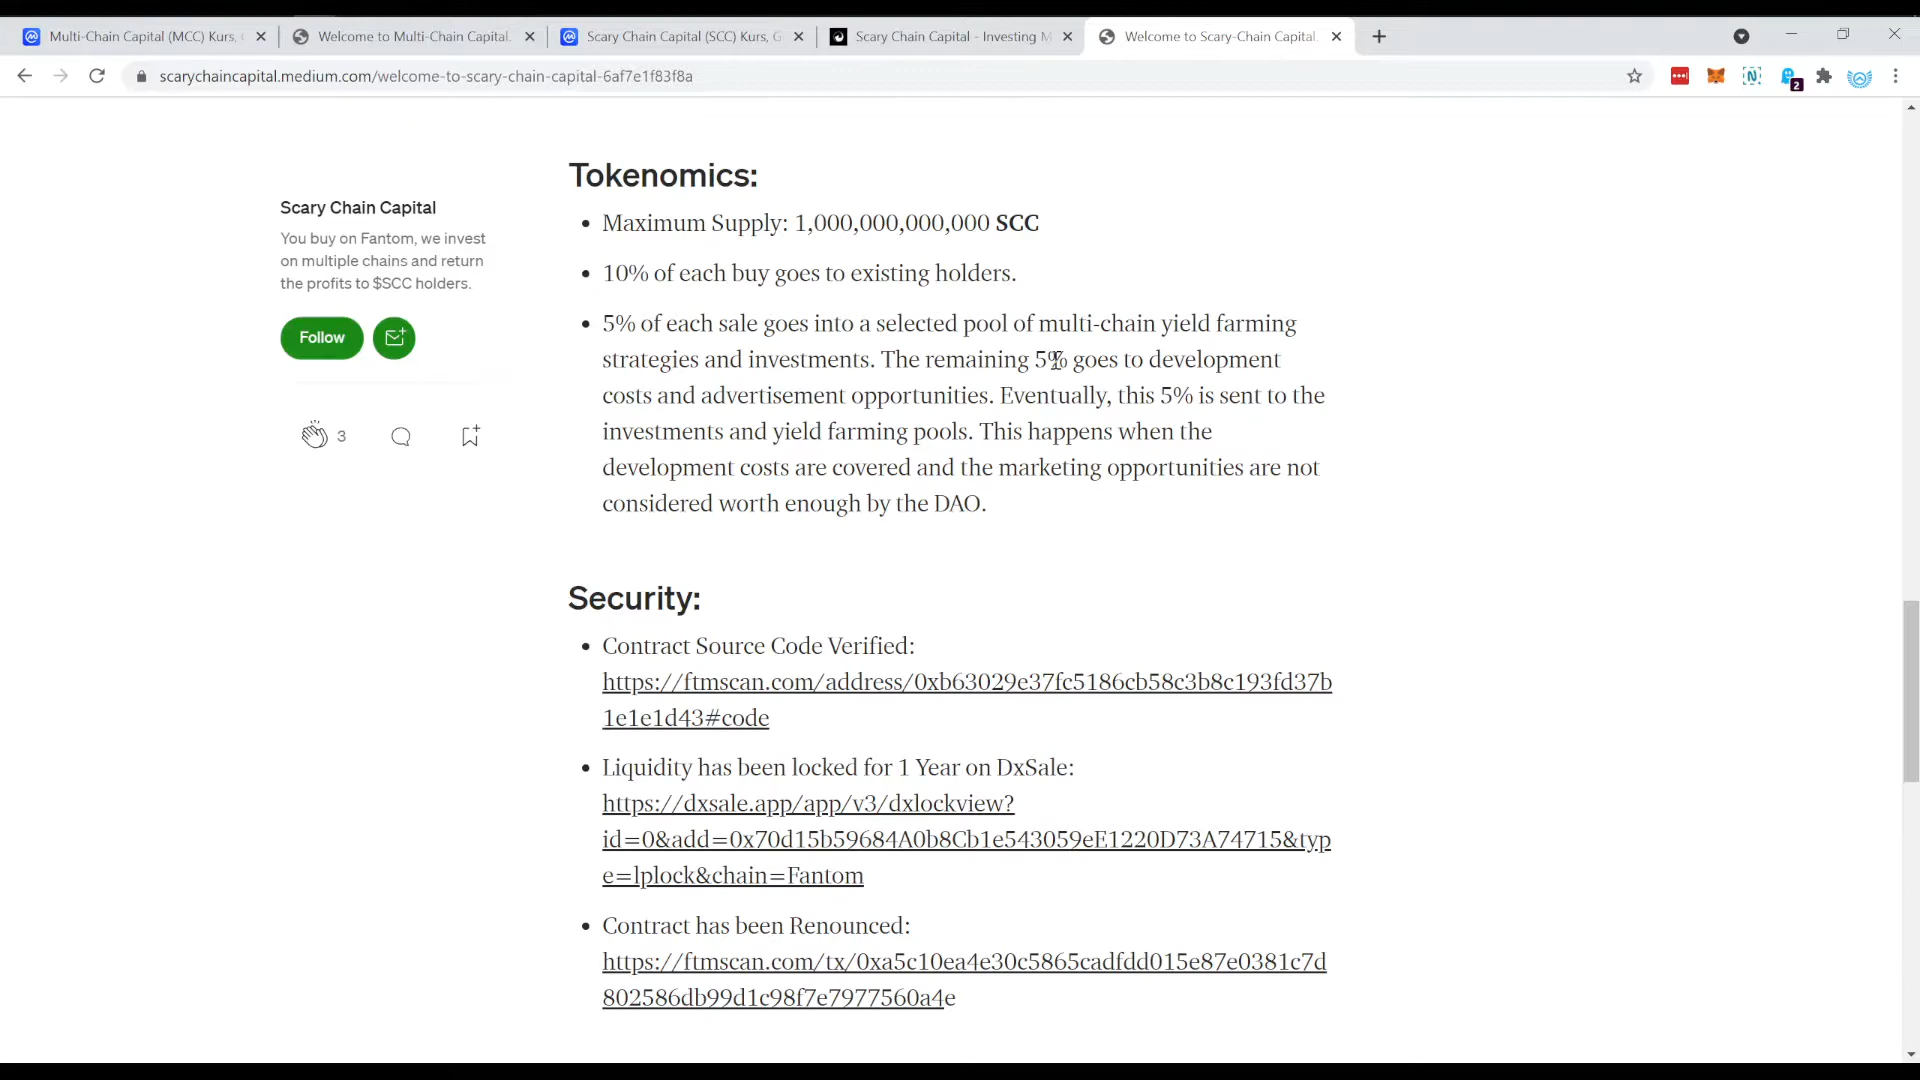 Multi-Chain Capital (MCC) Kurs,
Welcome to Multi-Chain Capital.
Scary Chain Capital (SCC) Kurs, G
Scary Chain Capital - Investing M
Welcome to Scary-Chain Capital.
scarychaincapital.medium.com/welcome-to-scary-chain-capital-6af7e1f83f8a
2
Scary Chain Capital
You buy on Fantom, we invest
on multiple chains and return
the profits to $SCC holders.
Follow
3
Tokenomics:
• Maximum Supply: 1,000,000,000,000 SCC
• 10% of each buy goes to existing holders.
• 5% of each sale goes into a selected pool of multi-chain yield farming
strategies and investments. The remaining 5% goes to development
costs and advertisement opportunities. Eventually, this 5% is sent to the
investments and yield farming pools. This happens when the
development costs are covered and the marketing opportunities are not
considered worth enough by the DAO.
Security:
• Contract Source Code Verified:
https://ftmscan.com/address/0xb63029e37fc5186cb58c3b8c193fd37b
1e1e1d43#code
• Liquidity has been locked for 1 Year on DxSale:
https://dxsale.app/app/v3/dxlockview?
id=0&add=0x70d15b59684A0b8Cb1e543059eE1220D73A74715&typ
e=lplock&chain=Fantom
• Contract has been Renounced:
https://ftmscan.com/tx/0xa5c10ea4e30c5865cadfdd015e87e0381c7d
802586db99d1c98f7e7977560a4e